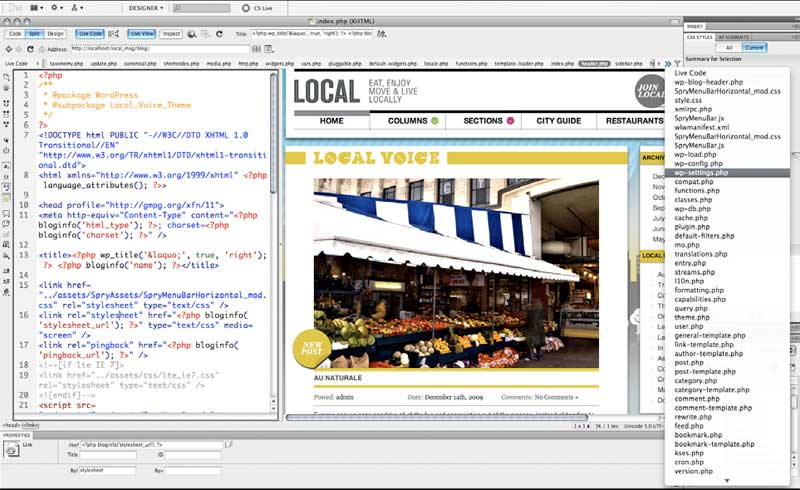 Dw
DESIGNER
CS Live
index.php (XHTML)
Code Split Design Live Code Live View Inspect Title: <?php wp_title('&laquo;', true, 'right'); ?> <?php blo
Address: http://localhost/local_mag/blog/
taxonomy.php update.php canonical.php shortcodes.php media.php http.php widgets.php vars.php pluggable.php default-widgets.php locale.php functions.php template-loader.php index.php header.php sidebar.php
INSERT
CSS STYLES AP ELEMENTS
All Current
Summary for Selection
1 <?php
2 /**
3 * @package WordPress
4 * @subpackage Local_Voice_Theme
5 */
6 ?>
7 <!DOCTYPE html PUBLIC "-//W3C//DTD XHTML 1.0
Transitional//EN"
"http://www.w3.org/TR/xhtml1/DTD/xhtml1-transiti
onal.dtd">
8 <html xmlns="http://www.w3.org/1999/xhtml" <?php
language_attributes(); ?>>
9
10 <head profile="http://gmpg.org/xfn/11">
11 <meta http-equiv="Content-Type" content="<?php
bloginfo('html_type'); ?>; charset=<?php
bloginfo('charset'); ?>" />
12
13 <title><?php wp_title('&laquo;', true, 'right');
?> <?php bloginfo('name'); ?></title>
14
15 <link href=
"../assets/SpryAssets/SpryMenuBarHorizontal_mod.
css" rel="stylesheet" type="text/css" />
16 <link rel="stylesheet" href="<?php bloginfo(
'stylesheet_url'); ?>" type="text/css" media=
"screen" />
17 <link rel="pingback" href="<?php bloginfo(
'pingback_url'); ?>" />
18 <!--[if lte IE 7]>
19 <link href="../assets/css/lte_ie7.css"
rel="stylesheet" type="text/css" />
20 <![endif]-->
21 <script src=
<head> <link>
LOCAL
EAT, ENJOY
MOVE & LIVE
LOCALLY
JOIN
LOCAL
HOME COLUMNS SECTIONS CITY GUIDE RESTAURANTS
LOCAL VOICE
NEW
POST
AU NATURALE
Posted: admin Date: December 14th, 2009 Comments: No Comments »
ARCHIV
Dece
Nove
Octo
Sept
Augu
July
June
May
LOCAL
Live Code
wp-blog-header.php
SpryMenuBarHorizontal_mod.css
style.css
xmlrpc.php
SpryMenuBar.js
wlwmanifest.xml
SpryMenuBarHorizontal_mod.css
SpryMenuBar.js
wp-load.php
wp-config.php
wp-settings.php
compat.php
functions.php
classes.php
wp-db.php
cache.php
plugin.php
default-filters.php
mo.php
translations.php
entry.php
streams.php
l10n.php
formatting.php
capabilities.php
query.php
theme.php
user.php
general-template.php
link-template.php
author-template.php
post.php
post-template.php
category.php
category-template.php
comment.php
comment-template.php
rewrite.php
feed.php
bookmark.php
bookmark-template.php
kses.php
cron.php
version.php
1K / 1 sec Unicode 5.0 UTF-
PROPERTIES
Link
Href <?php bloginfo('stylesheet_url'); ?>
Title ID
Rel stylesheet Rev